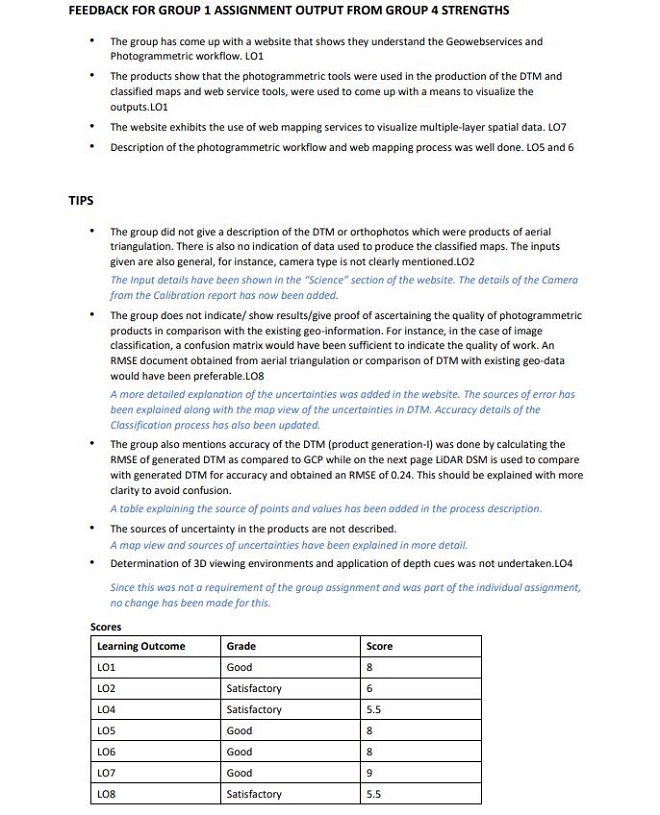 FEEDBACK FOR GROUP 1 ASSIGNMENT OUTPUT FROM GROUP 4 STRENGTHS
• The group has come up with a website that shows they understand the Geowebservices and
Photogrammetric workflow. LO1
• The products show that the photogrammetric tools were used in the production of the DTM and
classified maps and web service tools, were used to come up with a means to visualize the
outputs.LO1
• The website exhibits the use of web mapping services to visualize multiple-layer spatial data. LO7
• Description of the photogrammetric workflow and web mapping process was well done. LO5 and 6
TIPS
• The group did not give a description of the DTM or orthophotos which were products of aerial
triangulation. There is also no indication of data used to produce the classified maps. The inputs
given are also general, for instance, camera type is not clearly mentioned.LO2
The Input details have been shown in the "Science" section of the website. The details of the Camera
from the Calibration report has now been added.
• The group does not indicate/ show results/give proof of ascertaining the quality of photogrammetric
products in comparison with the existing geo-information. For instance, in the case of image
classification, a confusion matrix would have been sufficient to indicate the quality of work. An
RMSE document obtained from aerial triangulation or comparison of DTM with existing geo-data
would have been preferable.LO8
A more detailed explanation of the uncertainties was added in the website. The sources of error has
been explained along with the map view of the uncertainties in DTM. Accuracy details of the
Classification process has also been updated.
• The group also mentions accuracy of the DTM (product generation-I) was done by calculating the
RMSE of generated DTM as compared to GCP while on the next page LiDAR DSM is used to compare
with generated DTM for accuracy and obtained an RMSE of 0.24. This should be explained with more
clarity to avoid confusion.
A table explaining the source of points and values has been added in the process description.
• The sources of uncertainty in the products are not described.
A map view and sources of uncertainties have been explained in more detail.
• Determination of 3D viewing environments and application of depth cues was not undertaken.LO4
Since this was not a requirement of the group assignment and was part of the individual assignment,
no change has been made for this.
Scores
Learning Outcome Grade Score
LO1 Good 8
LO2 Satisfactory 6
LO4 Satisfactory 5.5
LO5 Good 8
LO6 Good 8
LO7 Good 9
LO8 Satisfactory 5.5